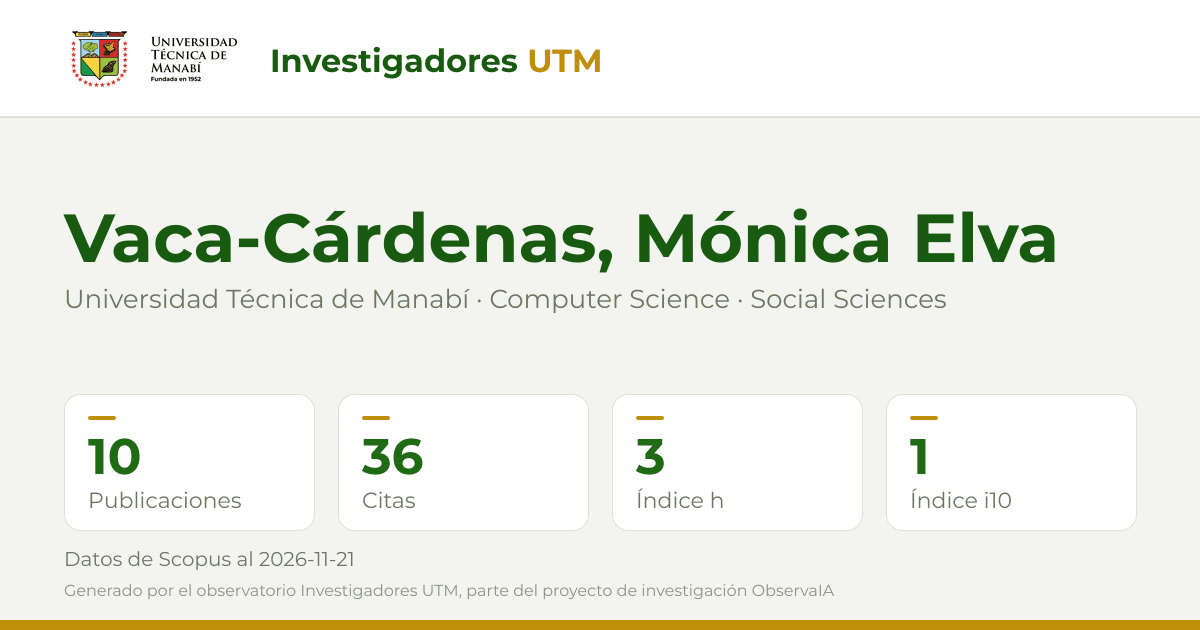 UNIVERSIDAD
TÉCNICA DE
MANABÍ
Fundada en 1952
Investigadores UTM
Vaca-Cárdenas, Mónica Elva
Universidad Técnica de Manabí · Computer Science · Social Sciences
10
Publicaciones
36
Citas
3
Índice h
1
Índice i10
Datos de Scopus al 2026-11-21
Generado por el observatorio Investigadores UTM, parte del proyecto de investigación ObservaIA